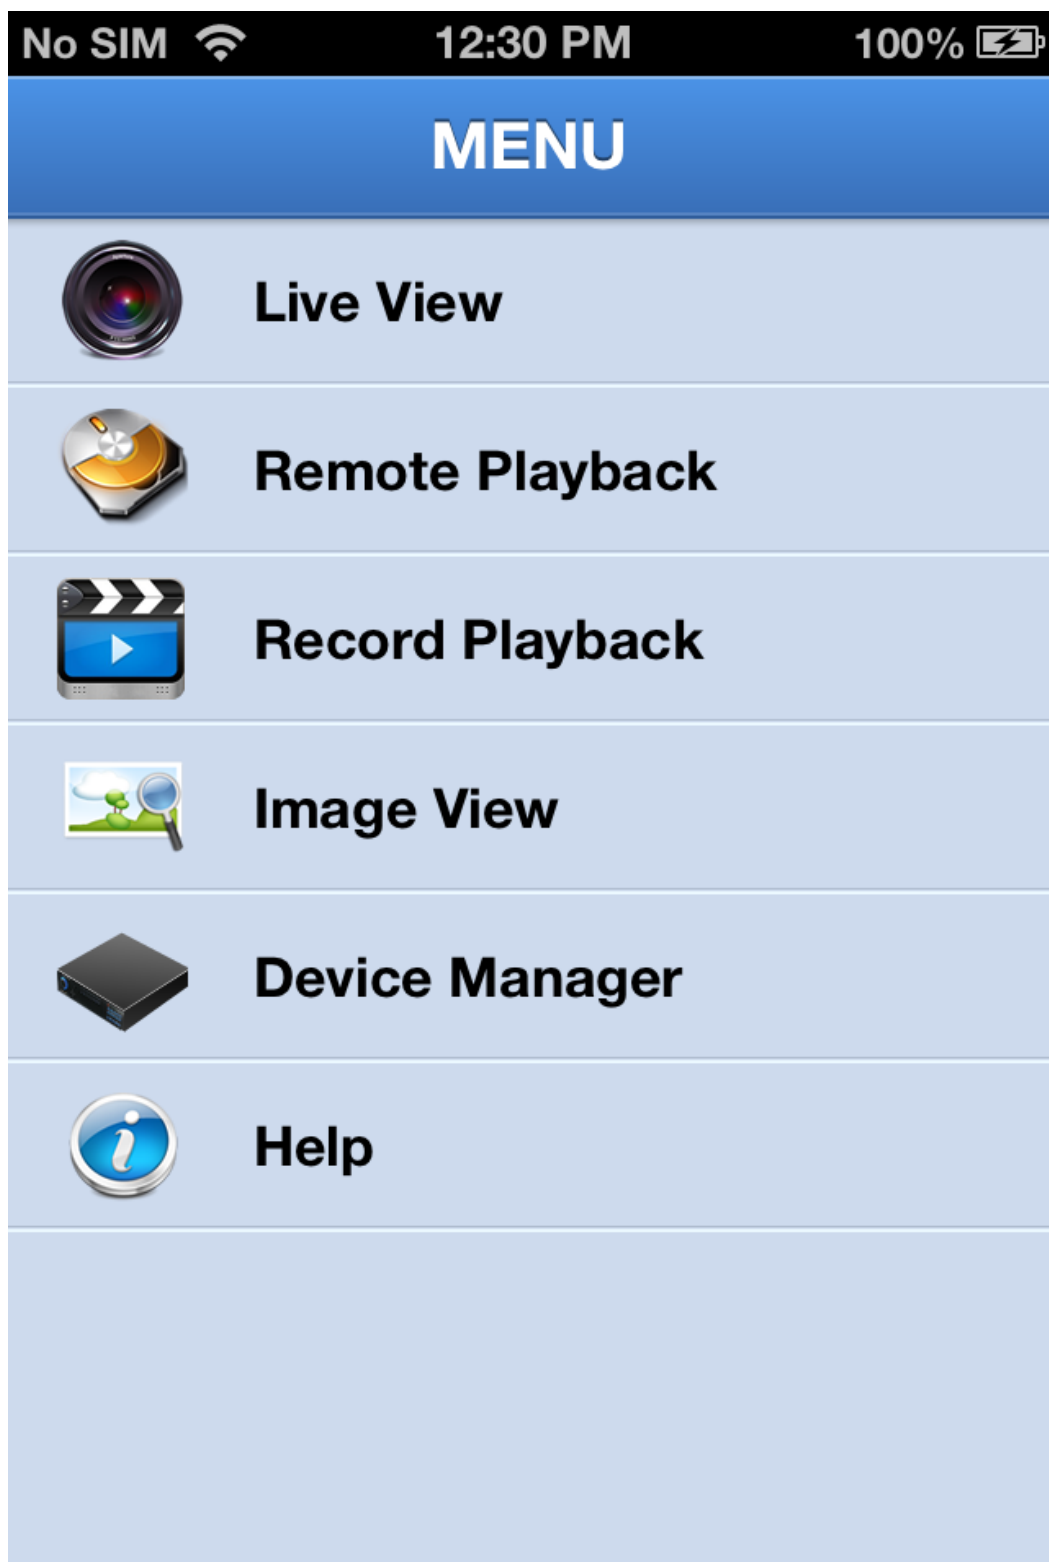 No SIM 12:30 PM 100%
MENU
Live View
Remote Playback
Record Playback
Image View
Device Manager
Help